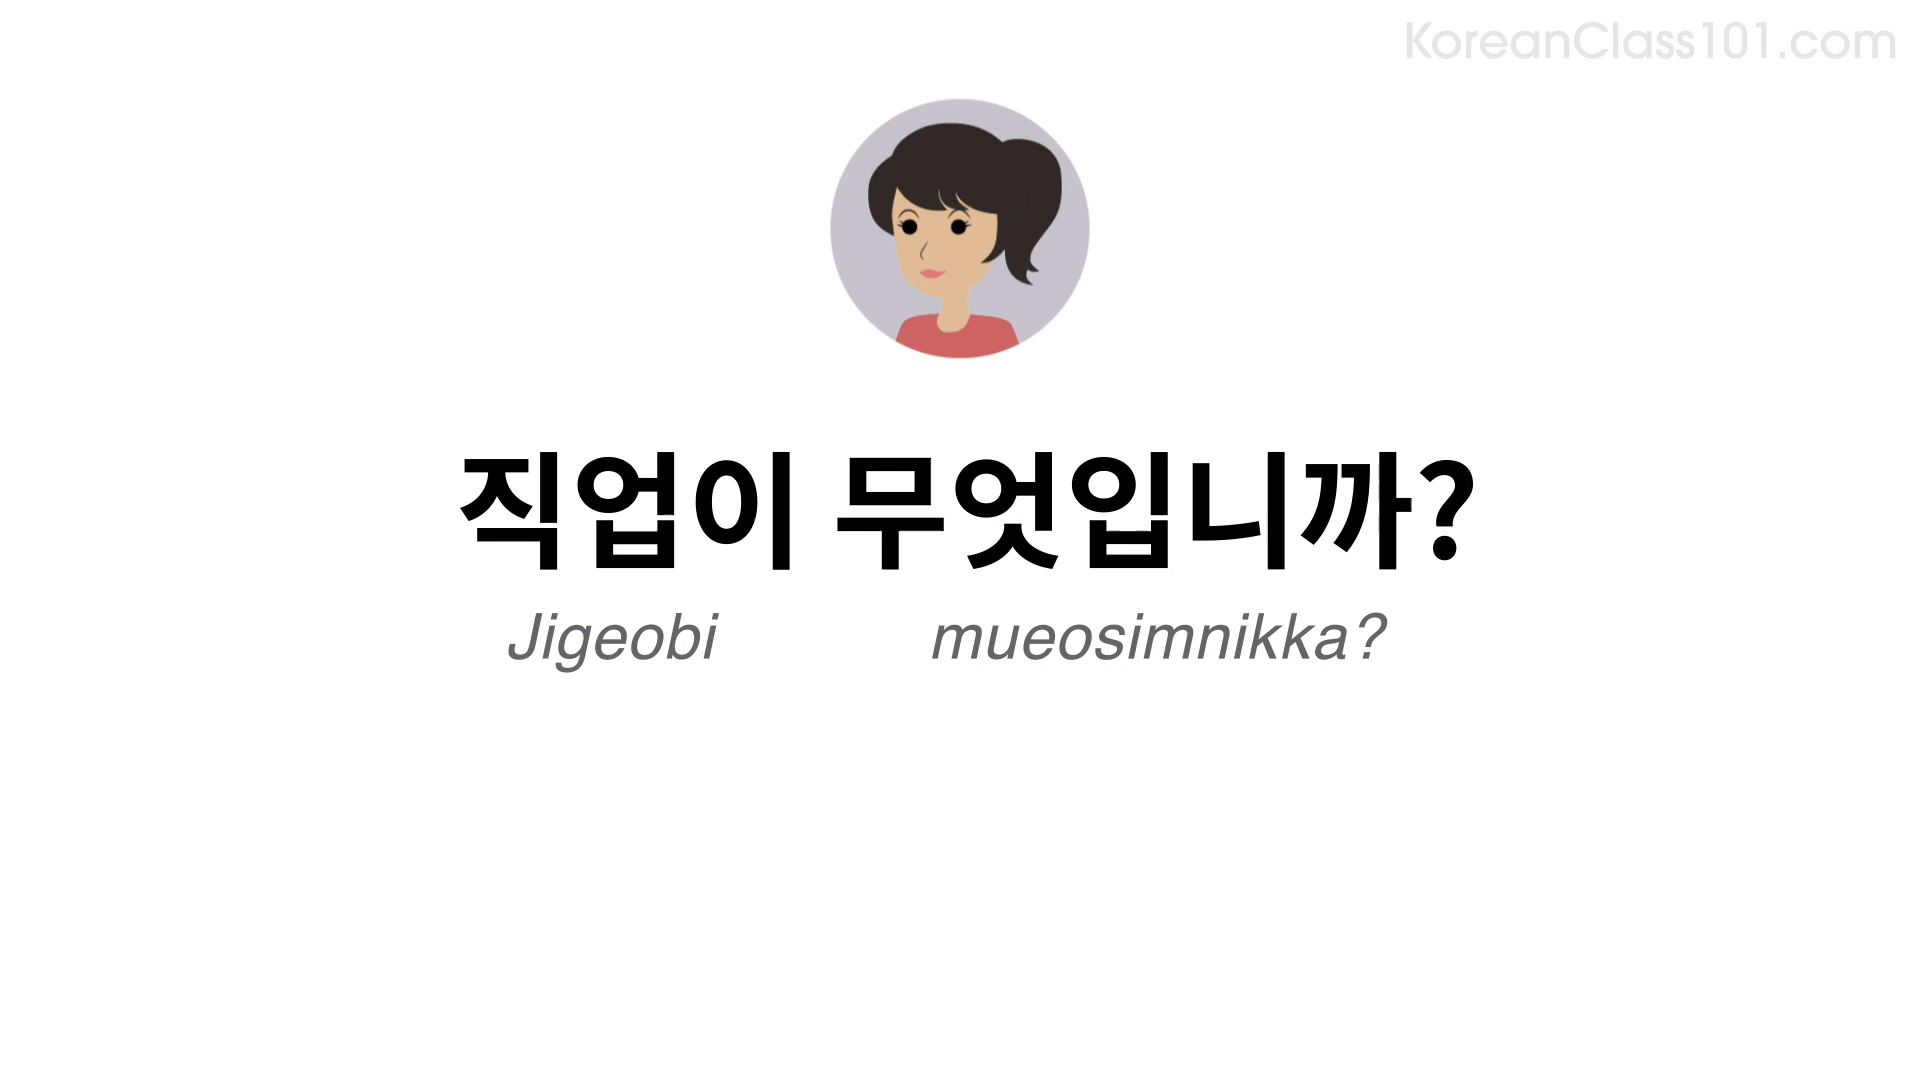 KoreanClass101.com
직업이 무엇입니까?
Jigeobi mueosimnikka?